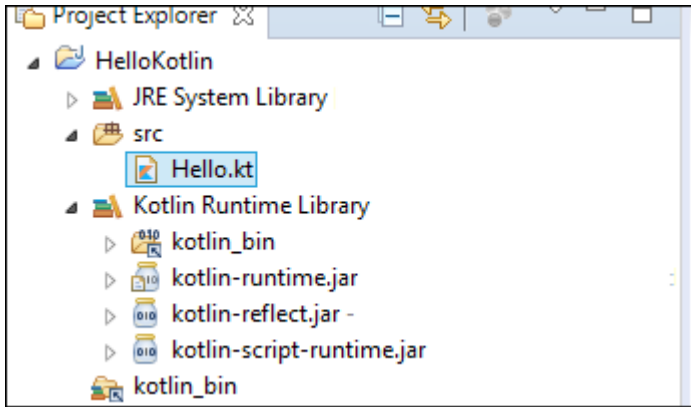 Project Explorer
HelloKotlin
JRE System Library
src
Hello.kt
Kotlin Runtime Library
kotlin_bin
kotlin-runtime.jar
kotlin-reflect.jar -
kotlin-script-runtime.jar
kotlin_bin